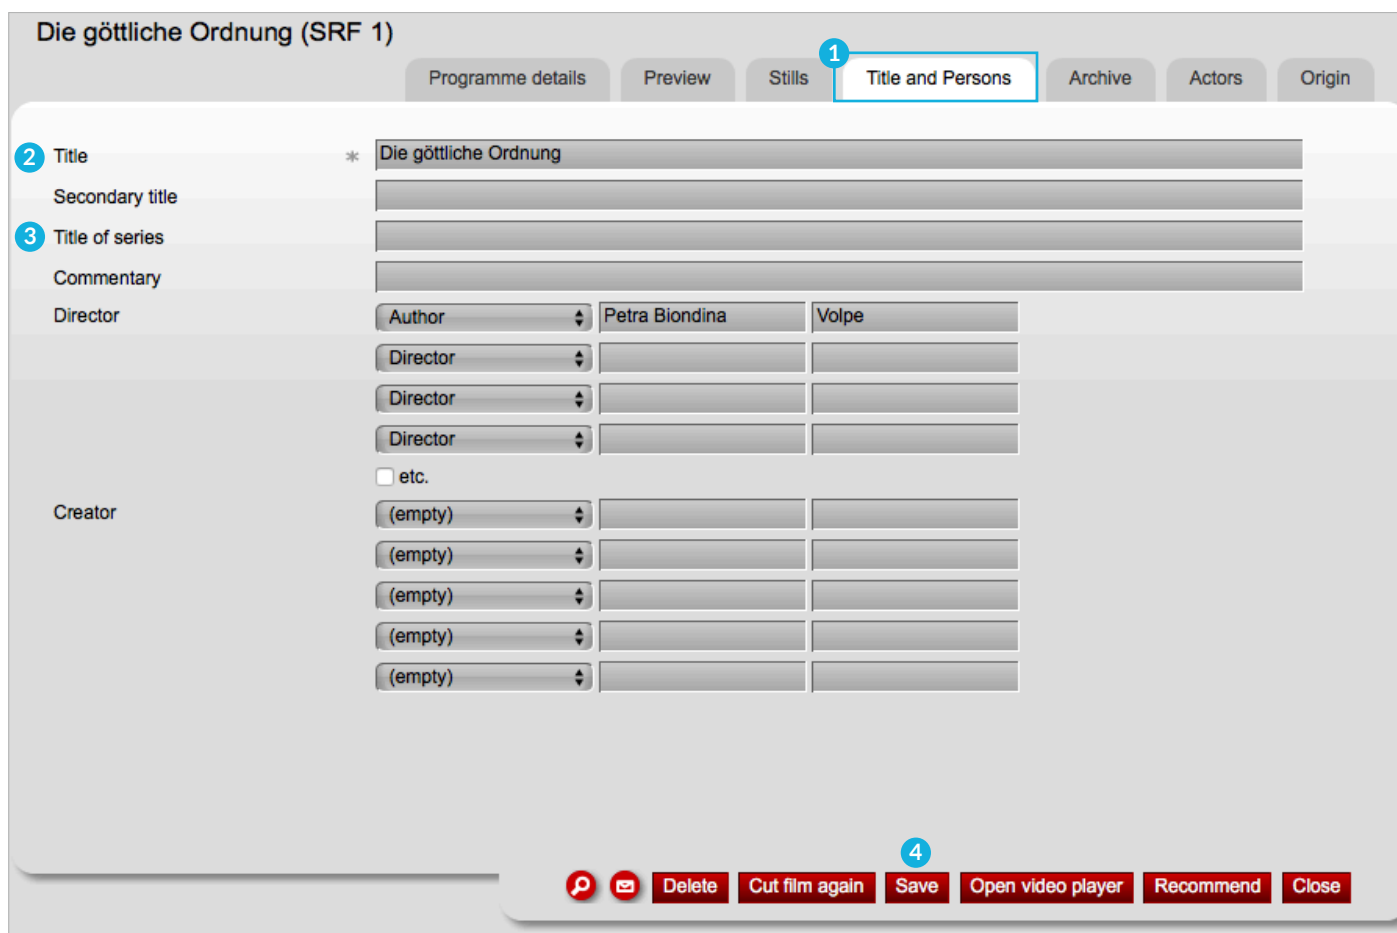 Die göttliche Ordnung (SRF 1)
1
Programme details Preview Stills Title and Persons Archive Actors Origin
2 Title * Die göttliche Ordnung
Secondary title
3 Title of series
Commentary
Director Author Petra Biondina Volpe
Director
Director
Director
etc.
Creator (empty)
(empty)
(empty)
(empty)
(empty)
4
Delete Cut film again Save Open video player Recommend Close